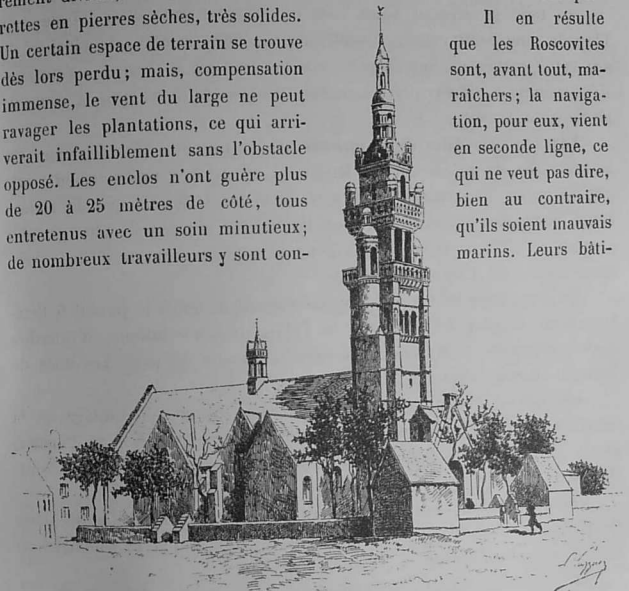 rottes en pierres sèches, très solides.
Un certain espace de terrain se trouve
dès lors perdu; mais, compensation
immense, le vent du large ne peut
ravager les plantations, ce qui arri-
verait infailliblement sans l'obstacle
opposé. Les enclos n'ont guère plus
de 20 à 25 mètres de côté, tous
entretenus avec un soin minutieux;
de nombreux travailleurs y sont con-
Il en résulte
que les Roscovites
sont, avant tout, ma-
raîchers; la naviga-
tion, pour eux, vient
en seconde ligne, ce
qui ne veut pas dire,
bien au contraire,
qu'ils soient mauvais
marins. Leurs bâti-